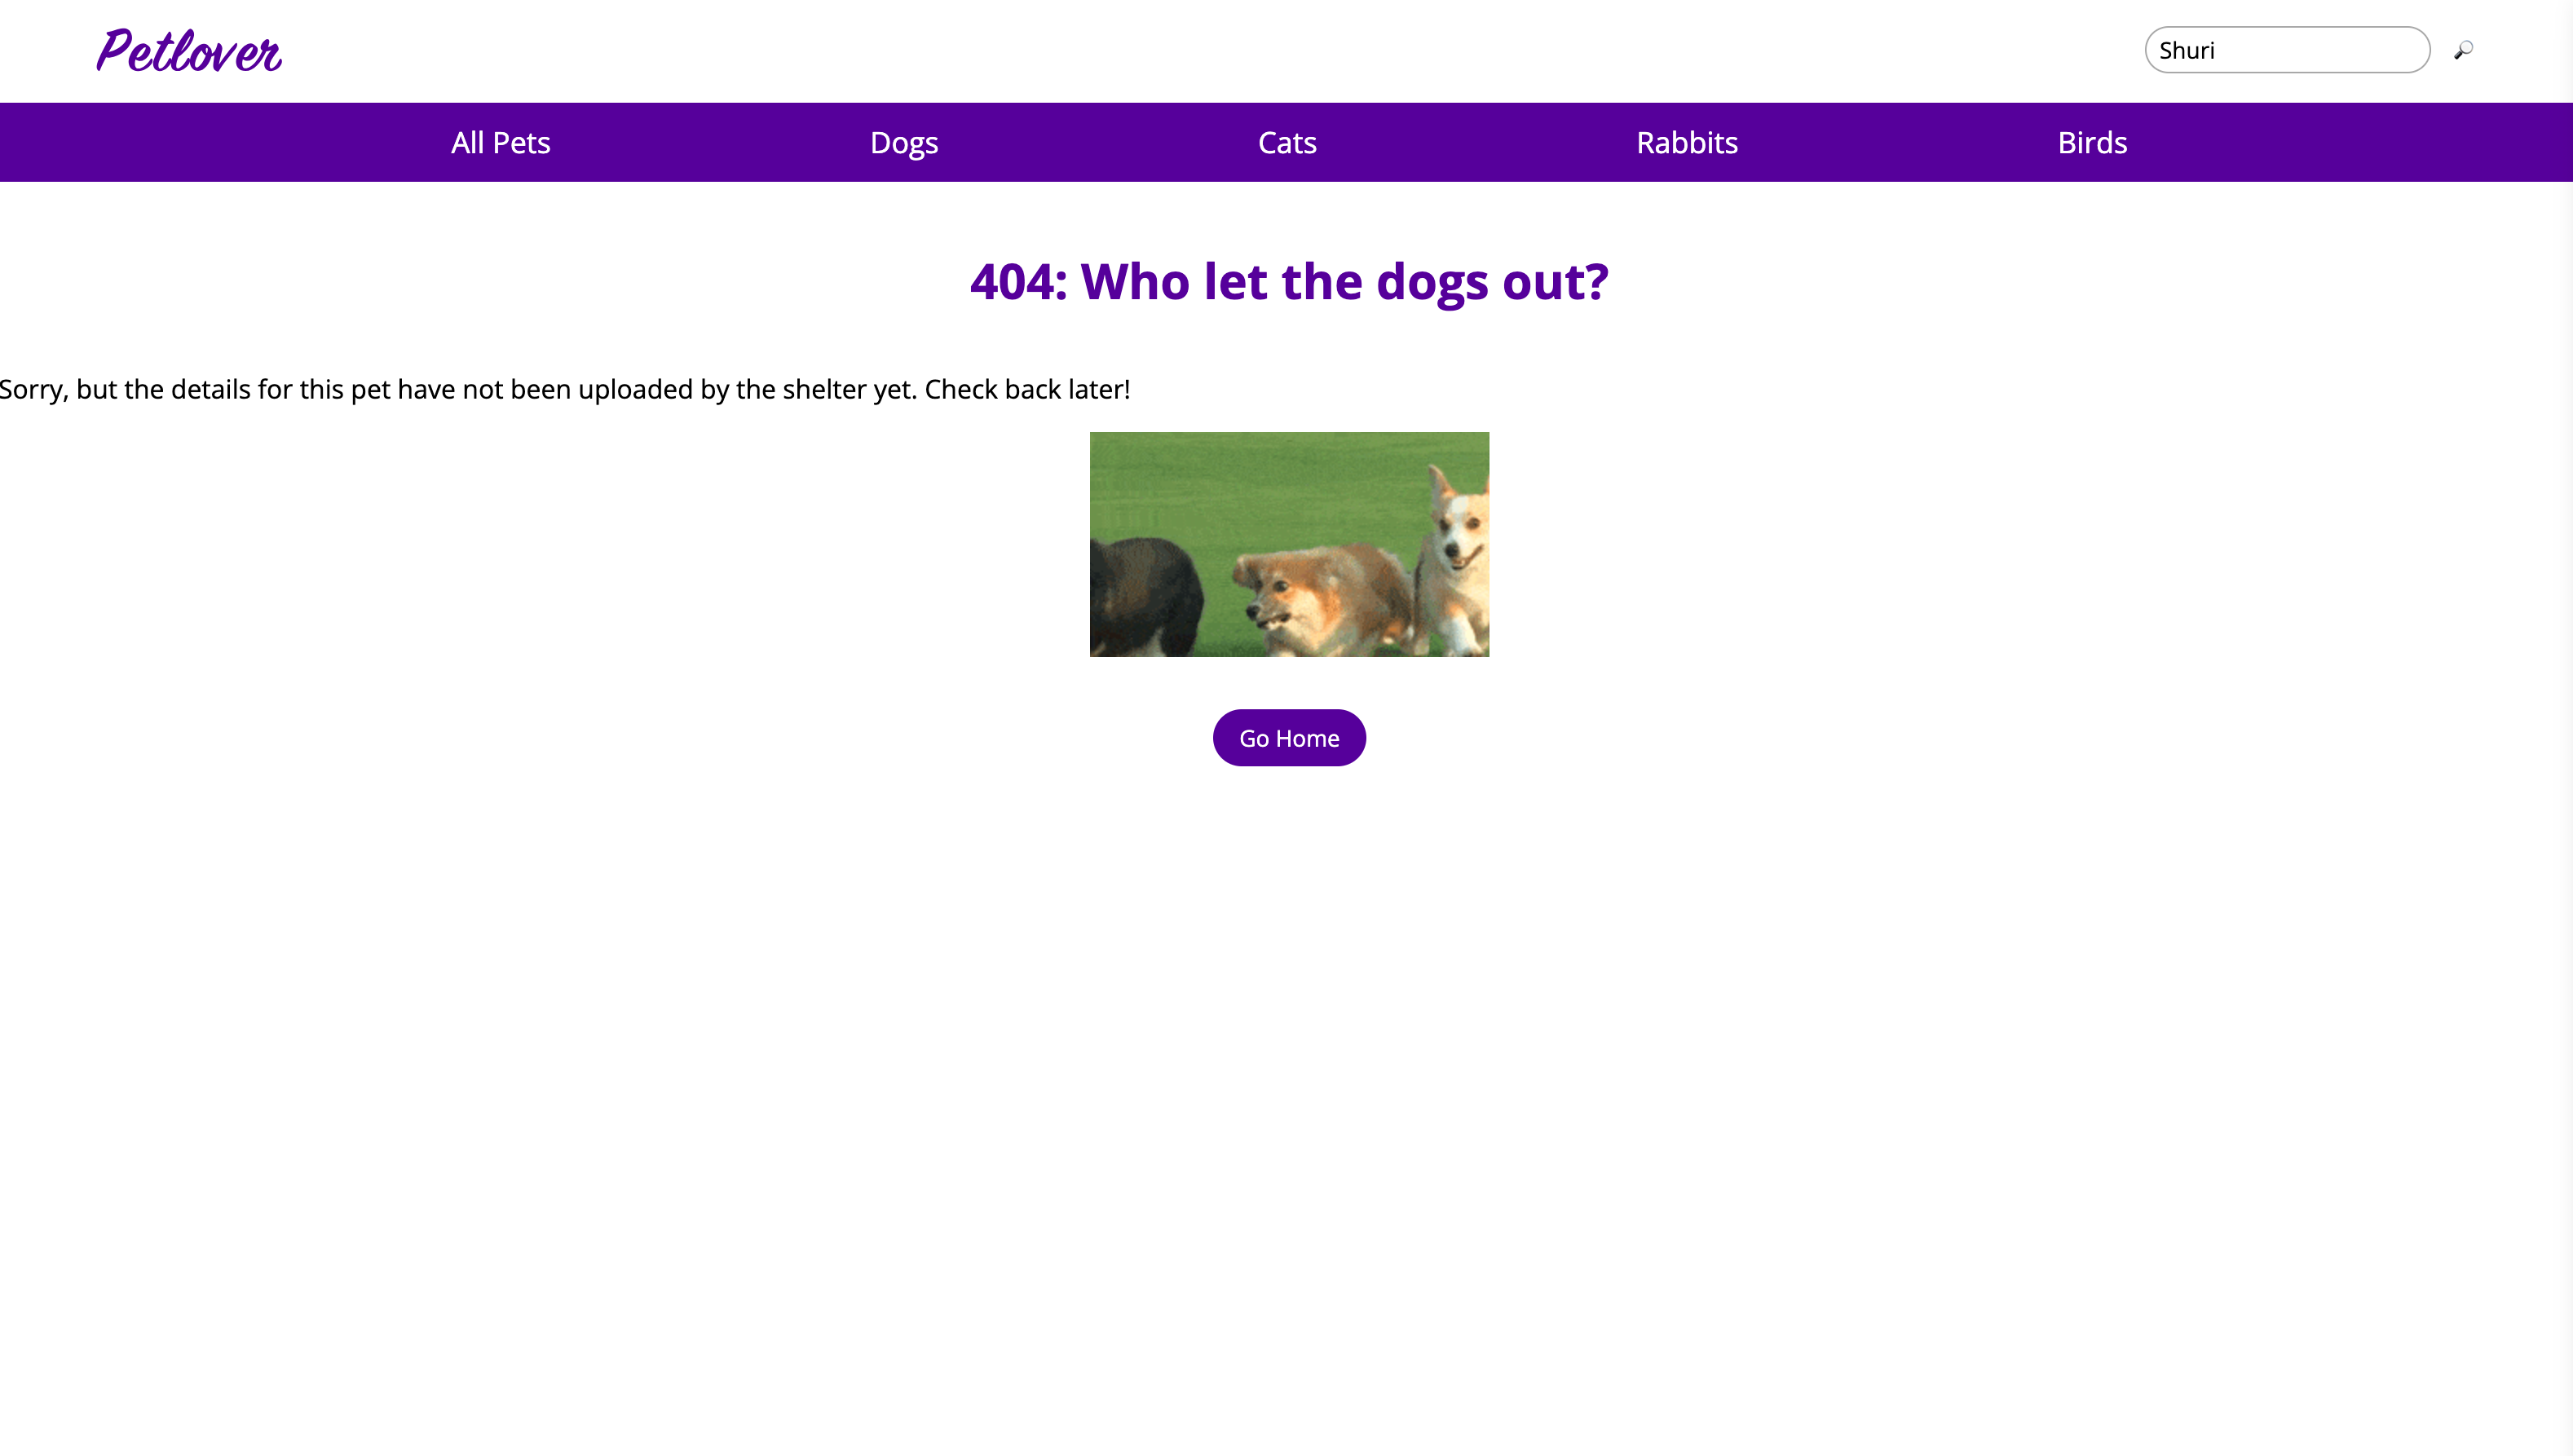 Petlover
Shuri
All Pets
Dogs
Cats
Rabbits
Birds
404: Who let the dogs out?
Sorry, but the details for this pet have not been uploaded by the shelter yet. Check back later!
Go Home